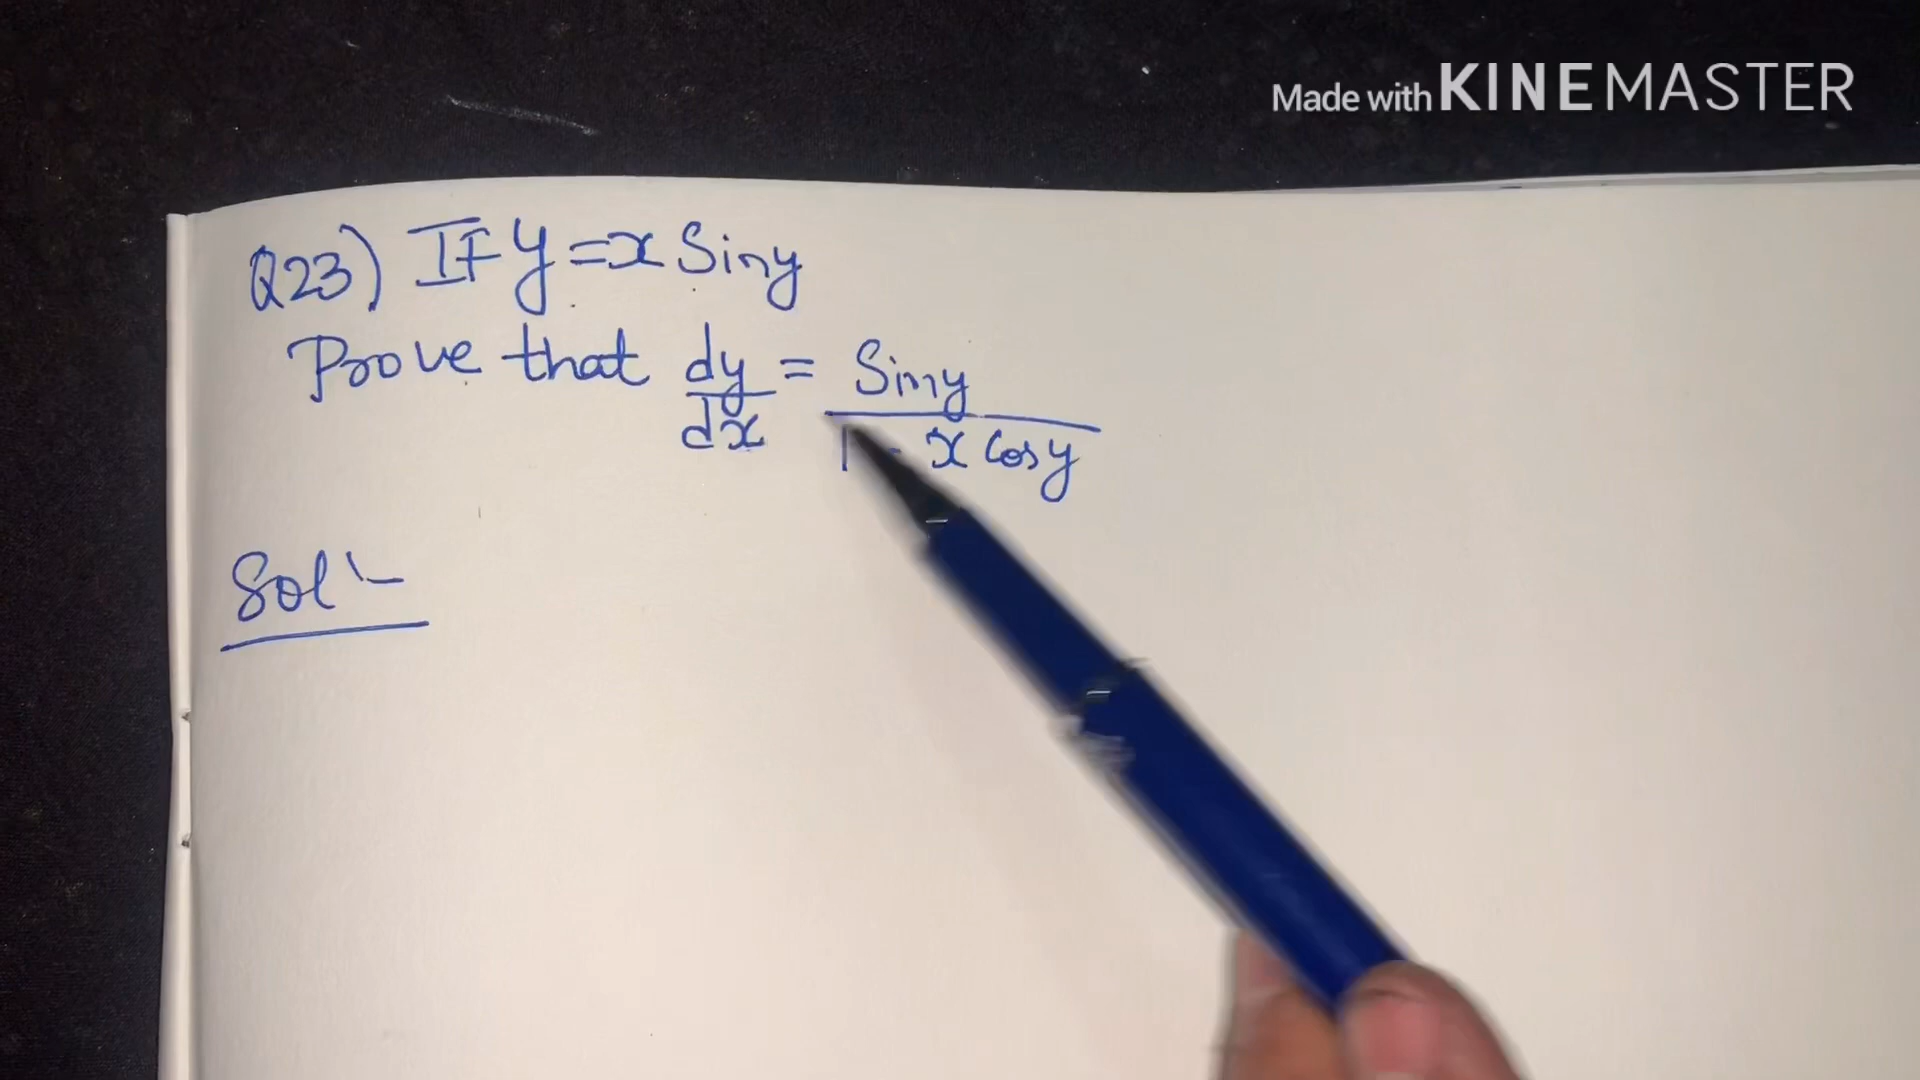 Made with KINEMASTER
Q23) IF y = x Siny
Prove that dy/dx = Siny / 1 - x Cosy
Sol :-